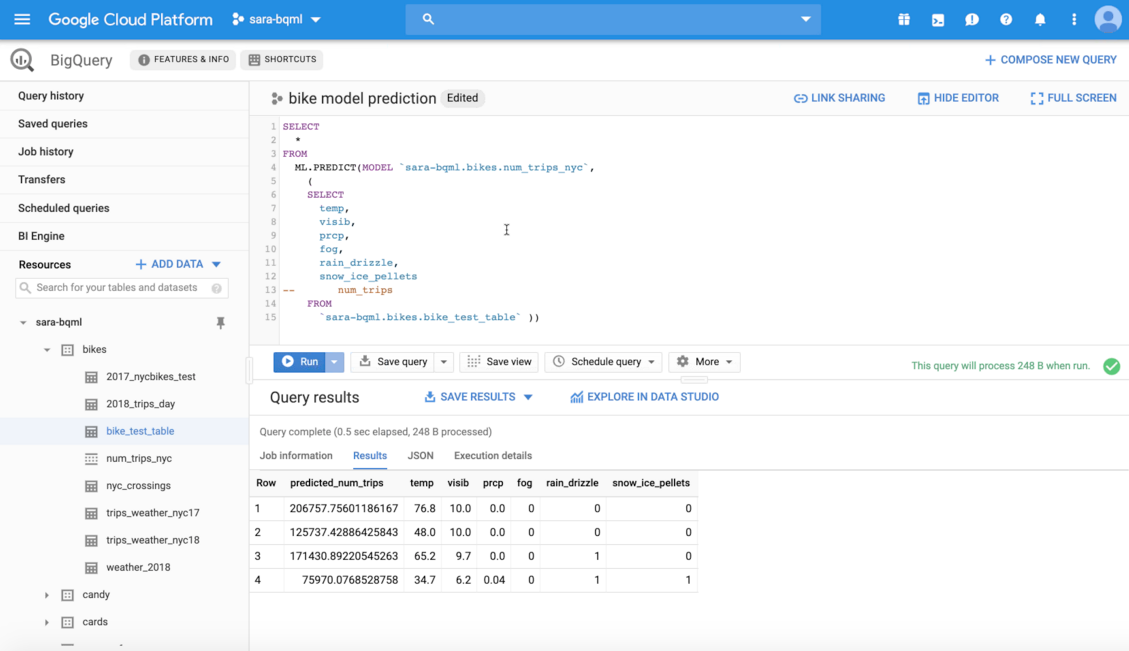 Google Cloud Platform sara-bqml
BigQuery FEATURES & INFO SHORTCUTS COMPOSE NEW QUERY
Query history
Saved queries
Job history
Transfers
Scheduled queries
BI Engine
Resources + ADD DATA
Search for your tables and datasets
sara-bqml
bikes
2017_nycbikes_test
2018_trips_day
bike_test_table
num_trips_nyc
nyc_crossings
trips_weather_nyc17
trips_weather_nyc18
weather_2018
candy
cards
bike model prediction Edited LINK SHARING HIDE EDITOR FULL SCREEN
1 SELECT
2 *
3 FROM
4 ML.PREDICT(MODEL `sara-bqml.bikes.num_trips_nyc`,
5 (
6 SELECT
7 temp,
8 visib,
9 prcp,
10 fog,
11 rain_drizzle,
12 snow_ice_pellets
13 -- num_trips
14 FROM
15 `sara-bqml.bikes.bike_test_table` ))
Run Save query Save view Schedule query More This query will process 248 B when run.
Query results SAVE RESULTS EXPLORE IN DATA STUDIO
Query complete (0.5 sec elapsed, 248 B processed)
Job information Results JSON Execution details
Row predicted_num_trips temp visib prcp fog rain_drizzle snow_ice_pellets
1 206757.75601186167 76.8 10.0 0.0 0 0 0
2 125737.42886425843 48.0 10.0 0.0 0 0 0
3 171430.89220545263 65.2 9.7 0.0 0 1 0
4 75970.0768528758 34.7 6.2 0.04 0 1 1